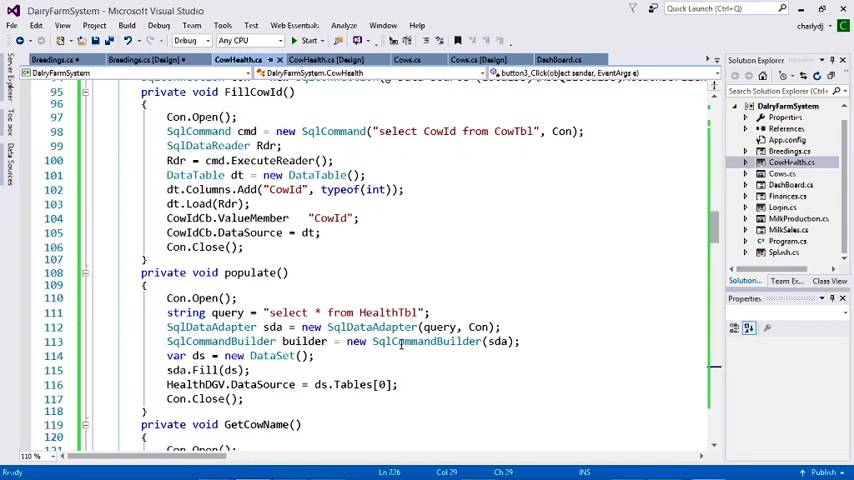 DairyFarmSystem - Microsoft Visual Studio
Quick Launch (Ctrl+Q)
File Edit View Project Build Debug Team Tools Test Web Essentials Analyze Window Help
charlydj
Debug Any CPU Start
Breedings.cs Breedings.cs [Design] CowHealth.cs CowHealth.cs [Design] Cows.cs Cows.cs [Design] DashBoard.cs
DairyFarmSystem DairyFarmSystem.CowHealth button3_Click(object sender, EventArgs e)
95 private void FillCowId()
96 {
97 Con.Open();
98 SqlCommand cmd = new SqlCommand("select CowId from CowTbl", Con);
99 SqlDataReader Rdr;
100 Rdr = cmd.ExecuteReader();
101 DataTable dt = new DataTable();
102 dt.Columns.Add("CowId", typeof(int));
103 dt.Load(Rdr);
104 CowIdCb.ValueMember = "CowId";
105 CowIdCb.DataSource = dt;
106 Con.Close();
107 }
108 private void populate()
109 {
110 Con.Open();
111 string query = "select * from HealthTbl";
112 SqlDataAdapter sda = new SqlDataAdapter(query, Con);
113 SqlCommandBuilder builder = new SqlCommandBuilder(sda);
114 var ds = new DataSet();
115 sda.Fill(ds);
116 HealthDGV.DataSource = ds.Tables[0];
117 Con.Close();
118 }
119 private void GetCowName()
120 {
121 Con.Open();
110 %
Server Explorer
Toolbox
Data Sources
Solution Explorer
Search Solution Explorer
DairyFarmSystem
Properties
References
App.config
Breedings.cs
CowHealth.cs
Cows.cs
DashBoard.cs
Finances.cs
Login.cs
MilkProduction.cs
MilkSales.cs
Program.cs
Splash.cs
Solution... Team Ex... Class View
Properties
Ready Ln 226 Col 29 Ch 29 INS Publish